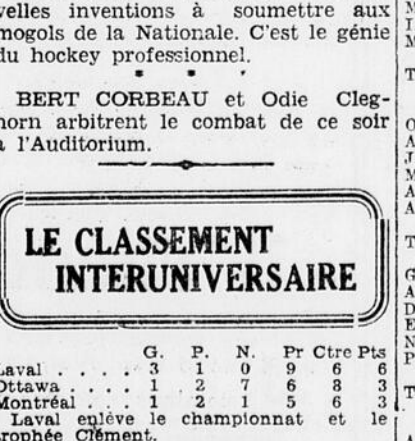 velles inventions à soumettre aux
mogols de la Nationale. C'est le génie
du hockey professionnel.
* * *
BERT CORBEAU et Odie Cleg-
horn arbitrent le combat de ce soir
à l'Auditorium.
LE CLASSEMENT
INTERUNIVERSAIRE
G. P. N. Pr Ctre Pts
Laval . . . . . 3 1 0 9 6 6
Ottawa . . . . 1 2 7 6 8 3
Montréal . . . 1 2 1 5 6 3
Laval enlève le championnat et le
trophée Clément.